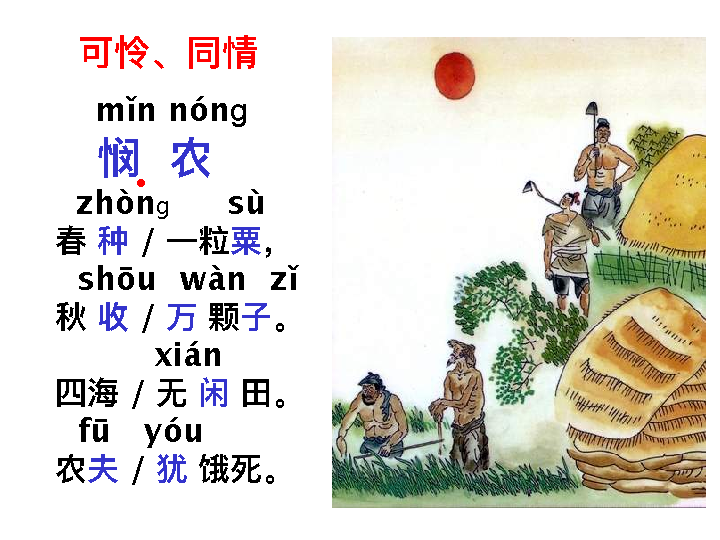 可怜、同情
mǐn nóng
悯 农
zhòng sù
春 种 / 一粒粟，
shōu wàn zǐ
秋 收 / 万 颗子。
xián
四海 / 无 闲 田。
fū yóu
农夫 / 犹 饿死。